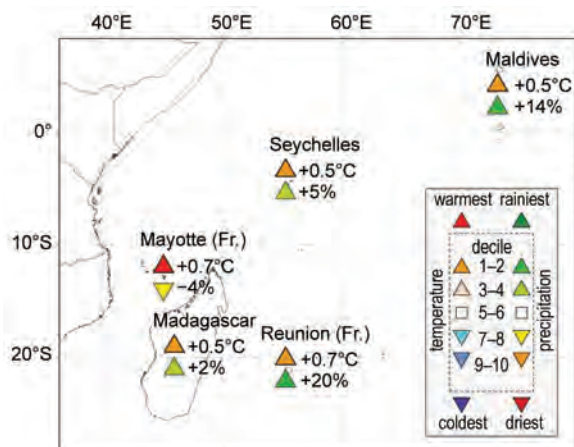 40°E 50°E 60°E 70°E
Maldives
+0.5°C
+14%
0°
Seychelles
+0.5°C
+5%
10°S
Mayotte (Fr.)
+0.7°C
−4%
Madagascar
+0.5°C
+2%
Reunion (Fr.)
+0.7°C
+20%
20°S
warmest rainiest
decile
1–2
3–4
5–6
7–8
9–10
temperature
precipitation
coldest driest